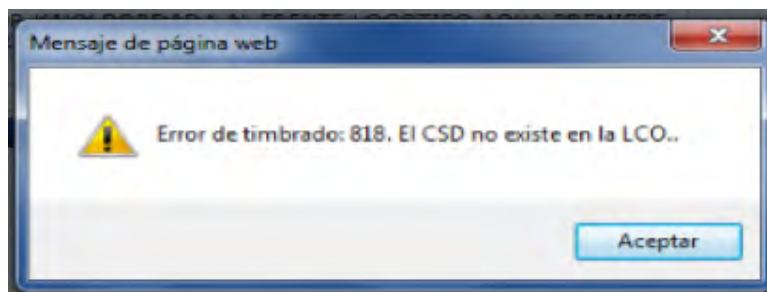 Mensaje de página web
Error de timbrado: 818. El CSD no existe en la LCO..
Aceptar